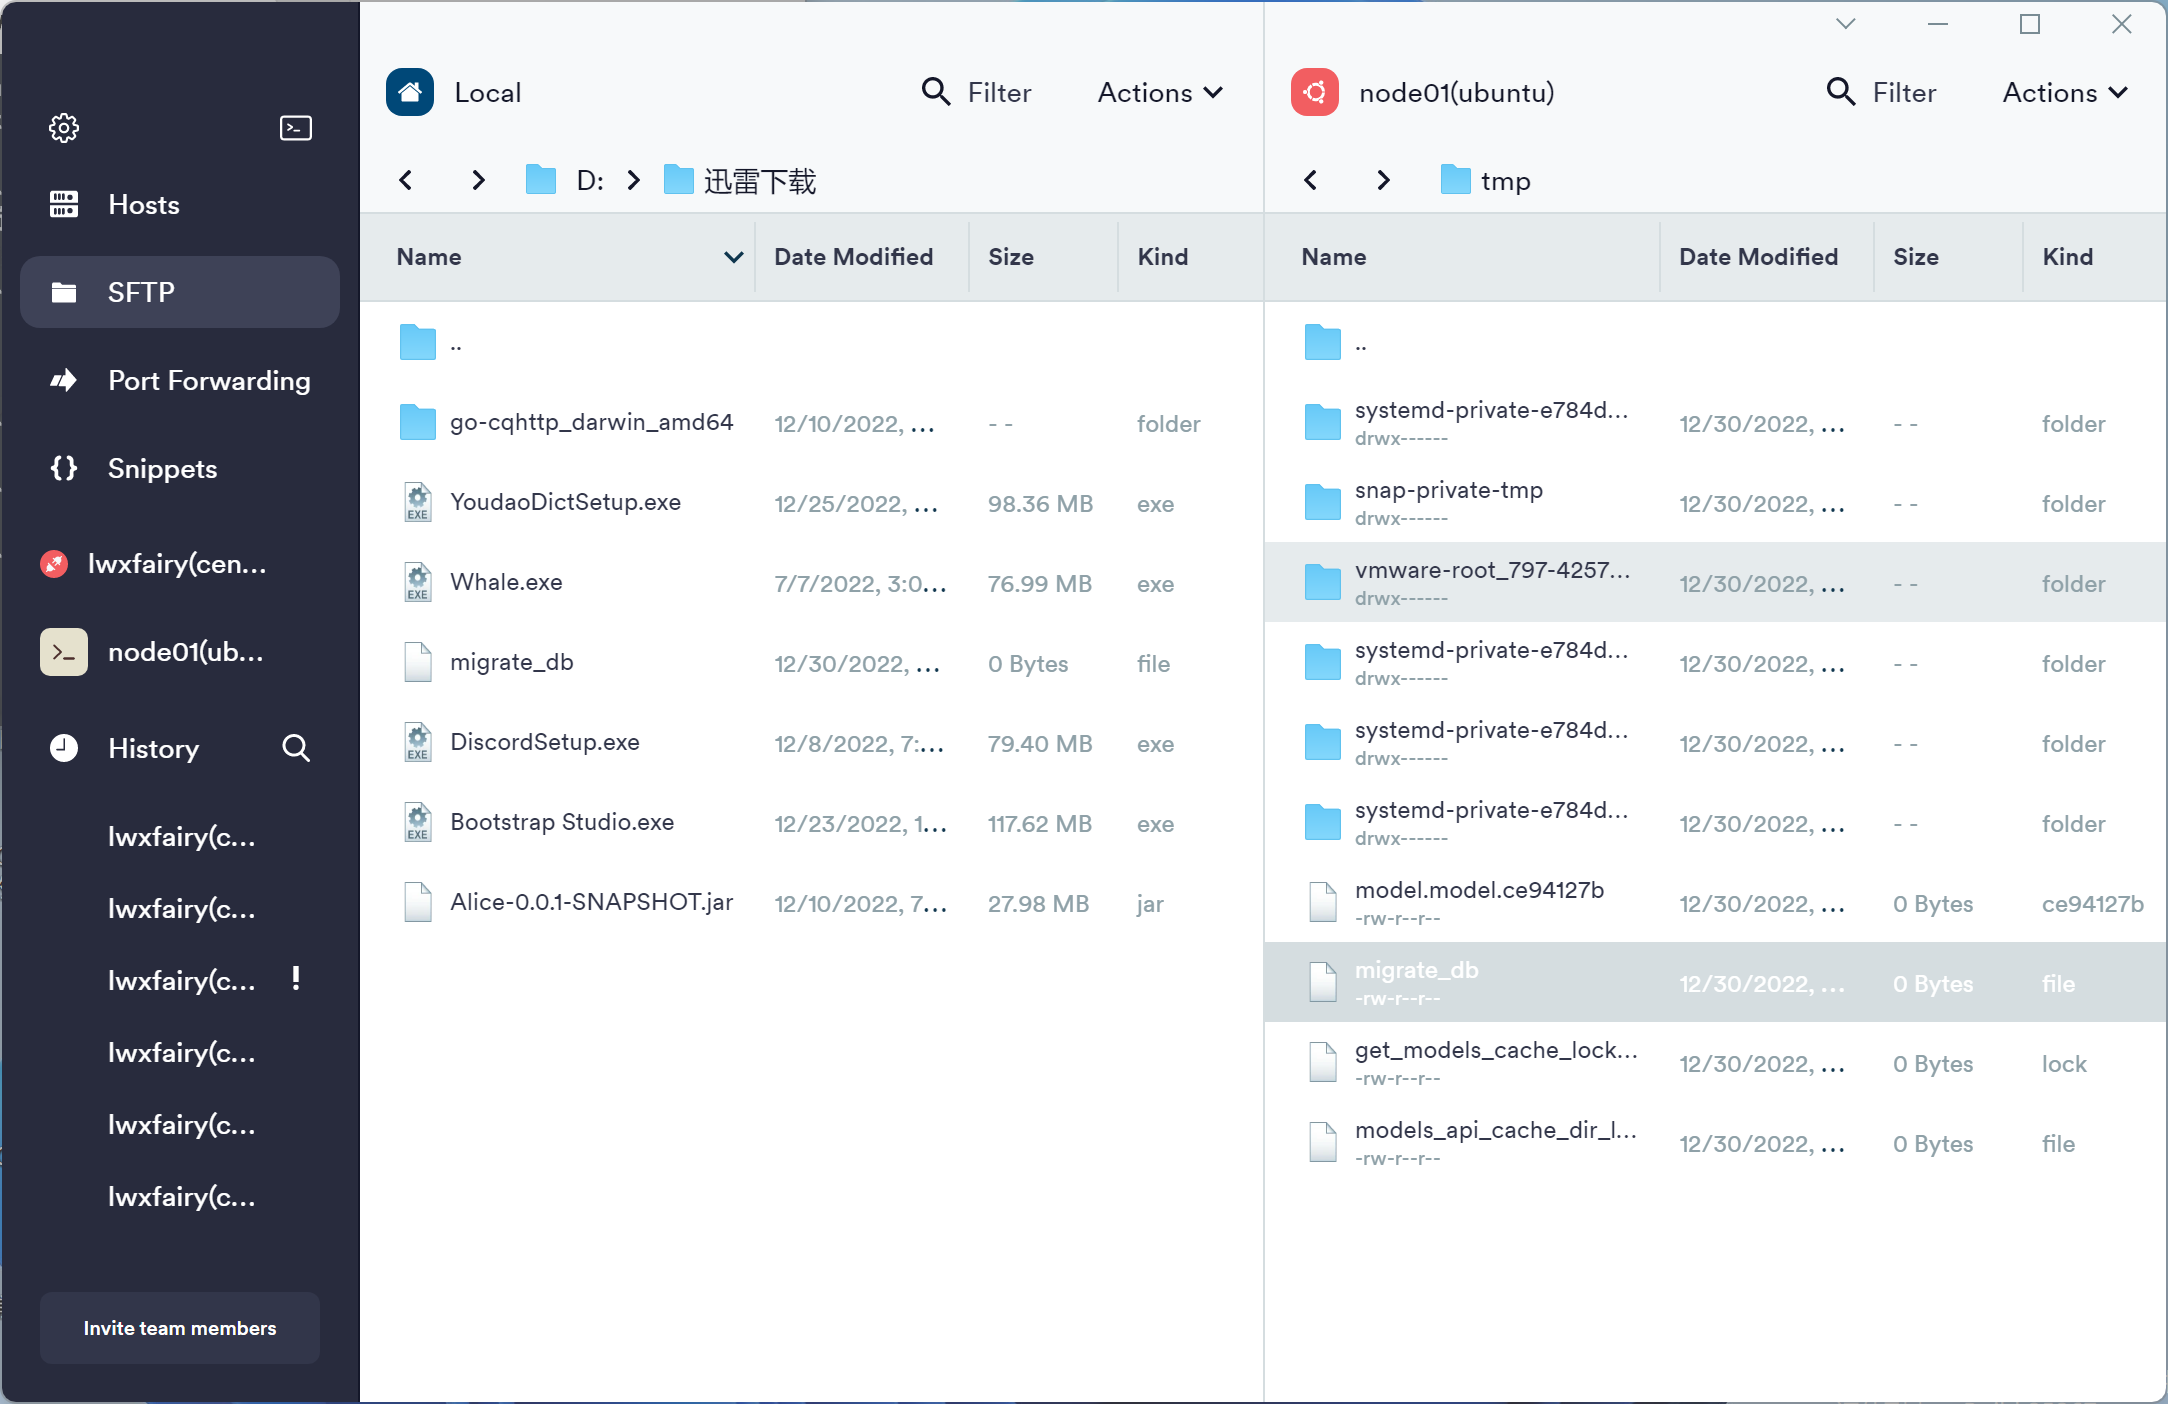 Hosts
SFTP
Port Forwarding
Snippets
lwxfairy(cen...
node01(ub...
History
lwxfairy(c...
lwxfairy(c...
lwxfairy(c... !
lwxfairy(c...
lwxfairy(c...
lwxfairy(c...
Invite team members
Local Filter Actions
D: 迅雷下载
Name Date Modified Size Kind
..
go-cqhttp_darwin_amd64 12/10/2022, ... - - folder
EXE YoudaoDictSetup.exe 12/25/2022, ... 98.36 MB exe
EXE Whale.exe 7/7/2022, 3:0... 76.99 MB exe
migrate_db 12/30/2022, ... 0 Bytes file
EXE DiscordSetup.exe 12/8/2022, 7:... 79.40 MB exe
EXE Bootstrap Studio.exe 12/23/2022, 1... 117.62 MB exe
Alice-0.0.1-SNAPSHOT.jar 12/10/2022, 7... 27.98 MB jar
node01(ubuntu) Filter Actions
tmp
Name Date Modified Size Kind
..
systemd-private-e784d... 12/30/2022, ... - - folder
drwx------
snap-private-tmp 12/30/2022, ... - - folder
drwx------
vmware-root_797-4257... 12/30/2022, ... - - folder
drwx------
systemd-private-e784d... 12/30/2022, ... - - folder
drwx------
systemd-private-e784d... 12/30/2022, ... - - folder
drwx------
systemd-private-e784d... 12/30/2022, ... - - folder
drwx------
model.model.ce94127b 12/30/2022, ... 0 Bytes ce94127b
-rw-r--r--
migrate_db 12/30/2022, ... 0 Bytes file
-rw-r--r--
get_models_cache_lock... 12/30/2022, ... 0 Bytes lock
-rw-r--r--
models_api_cache_dir_l... 12/30/2022, ... 0 Bytes file
-rw-r--r--